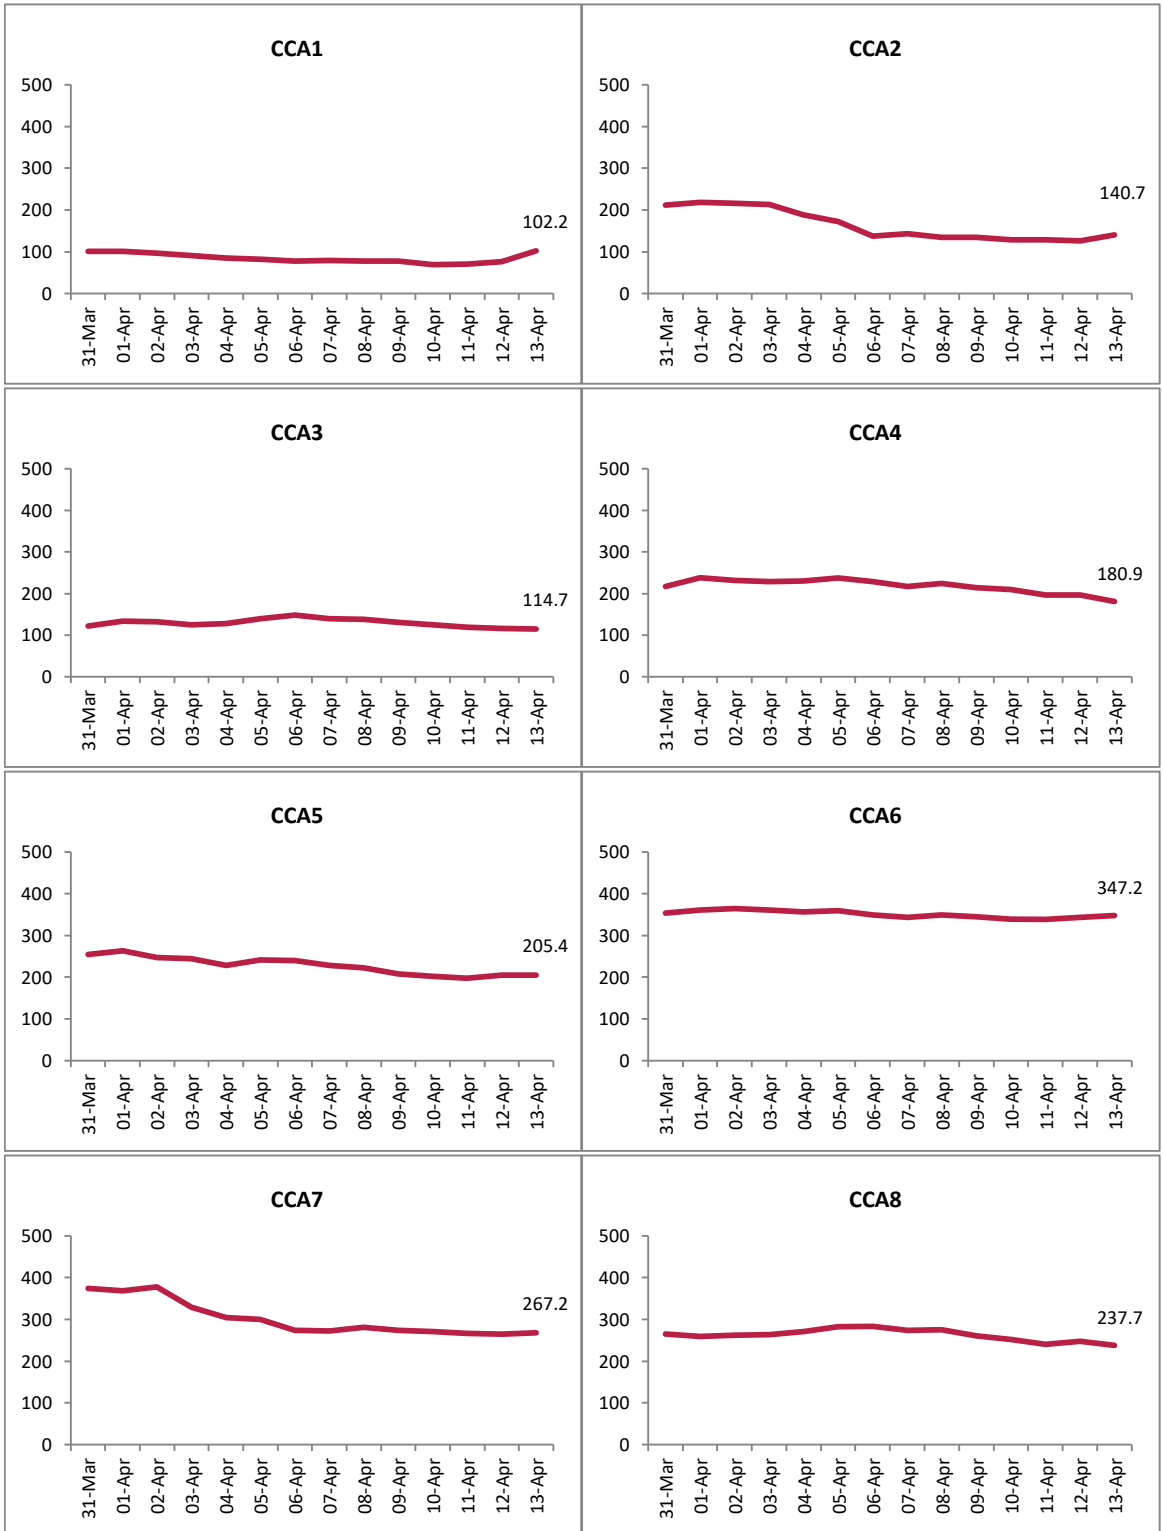 CCA1
500
400
300
200
100
0
102.2
31-Mar
01-Apr
02-Apr
03-Apr
04-Apr
05-Apr
06-Apr
07-Apr
08-Apr
09-Apr
10-Apr
11-Apr
12-Apr
13-Apr
CCA2
500
400
300
200
100
0
140.7
31-Mar
01-Apr
02-Apr
03-Apr
04-Apr
05-Apr
06-Apr
07-Apr
08-Apr
09-Apr
10-Apr
11-Apr
12-Apr
13-Apr
CCA3
500
400
300
200
100
0
114.7
31-Mar
01-Apr
02-Apr
03-Apr
04-Apr
05-Apr
06-Apr
07-Apr
08-Apr
09-Apr
10-Apr
11-Apr
12-Apr
13-Apr
CCA4
500
400
300
200
100
0
180.9
31-Mar
01-Apr
02-Apr
03-Apr
04-Apr
05-Apr
06-Apr
07-Apr
08-Apr
09-Apr
10-Apr
11-Apr
12-Apr
13-Apr
CCA5
500
400
300
200
100
0
205.4
31-Mar
01-Apr
02-Apr
03-Apr
04-Apr
05-Apr
06-Apr
07-Apr
08-Apr
09-Apr
10-Apr
11-Apr
12-Apr
13-Apr
CCA6
500
400
300
200
100
0
347.2
31-Mar
01-Apr
02-Apr
03-Apr
04-Apr
05-Apr
06-Apr
07-Apr
08-Apr
09-Apr
10-Apr
11-Apr
12-Apr
13-Apr
CCA7
500
400
300
200
100
0
267.2
31-Mar
01-Apr
02-Apr
03-Apr
04-Apr
05-Apr
06-Apr
07-Apr
08-Apr
09-Apr
10-Apr
11-Apr
12-Apr
13-Apr
CCA8
500
400
300
200
100
0
237.7
31-Mar
01-Apr
02-Apr
03-Apr
04-Apr
05-Apr
06-Apr
07-Apr
08-Apr
09-Apr
10-Apr
11-Apr
12-Apr
13-Apr